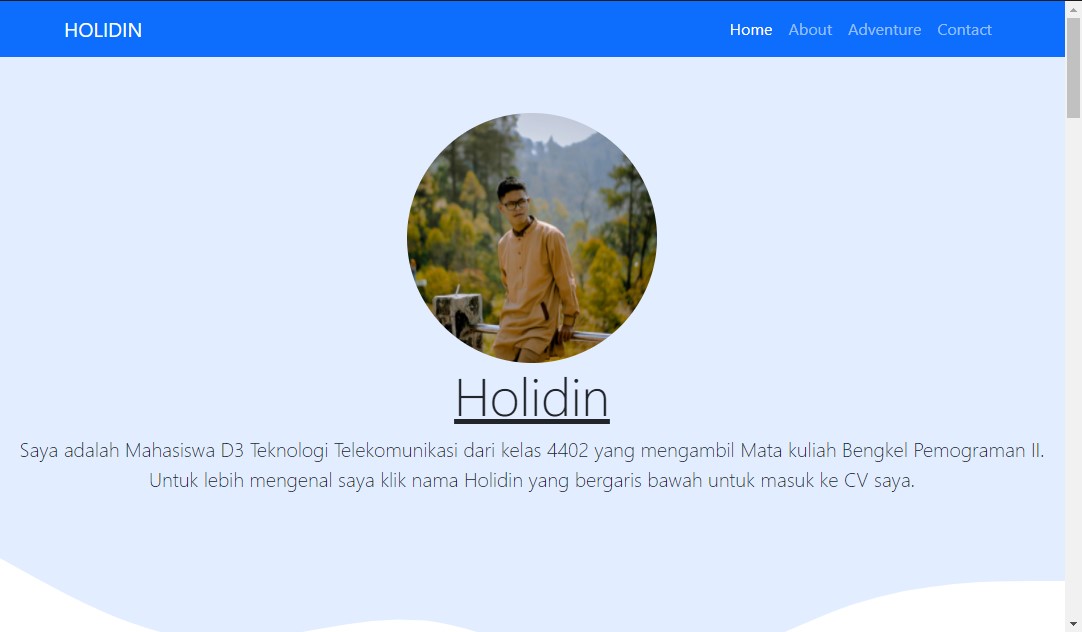 HOLIDIN
Home About Adventure Contact
Holidin
Saya adalah Mahasiswa D3 Teknologi Telekomunikasi dari kelas 4402 yang mengambil Mata kuliah Bengkel Pemograman II.
Untuk lebih mengenal saya klik nama Holidin yang bergaris bawah untuk masuk ke CV saya.